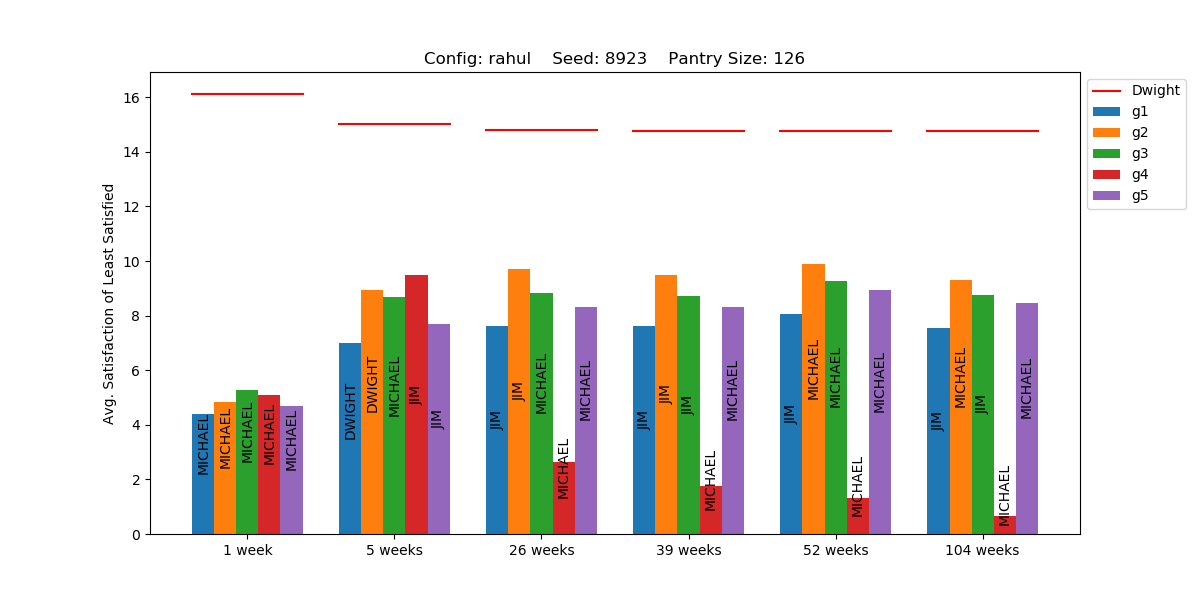 Config: rahul    Seed: 8923    Pantry Size: 126
Avg. Satisfaction of Least Satisfied
16
14
12
10
8
6
4
2
0
Dwight
g1
g2
g3
g4
g5
MICHAEL
MICHAEL
MICHAEL
MICHAEL
MICHAEL
DWIGHT
DWIGHT
MICHAEL
JIM
JIM
JIM
JIM
MICHAEL
MICHAEL
MICHAEL
JIM
JIM
JIM
MICHAEL
MICHAEL
JIM
MICHAEL
MICHAEL
MICHAEL
MICHAEL
JIM
MICHAEL
JIM
MICHAEL
MICHAEL
1 week
5 weeks
26 weeks
39 weeks
52 weeks
104 weeks